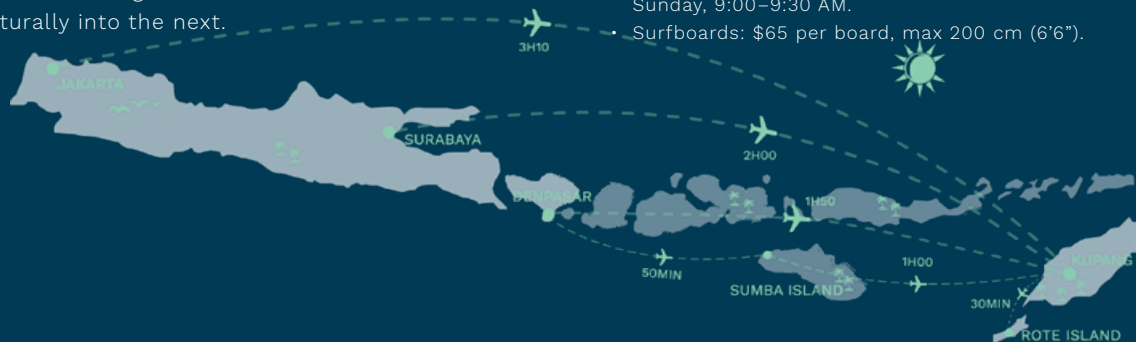 turally into the next.
Sunday, 9:00–9:30 AM.
• Surfboards: $65 per board, max 200 cm (6’6”).
3H10
JAKARTA
SURABAYA
2H00
DENPASAR
1H50
KUPANG
50MIN
1H00
SUMBA ISLAND
30MIN
ROTE ISLAND